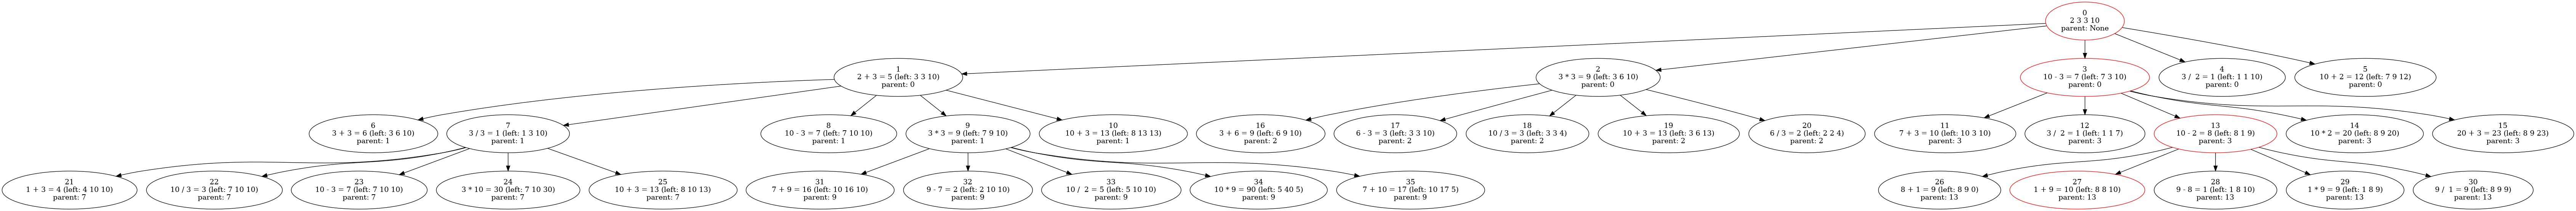 0
2 3 3 10
parent: None
1
2 + 3 = 5 (left: 3 3 10)
parent: 0
2
3 * 3 = 9 (left: 3 6 10)
parent: 0
3
10 - 3 = 7 (left: 7 3 10)
parent: 0
4
3 / 2 = 1 (left: 1 1 10)
parent: 0
5
10 + 2 = 12 (left: 7 9 12)
parent: 0
6
3 + 3 = 6 (left: 3 6 10)
parent: 1
7
3 / 3 = 1 (left: 1 3 10)
parent: 1
8
10 - 3 = 7 (left: 7 10 10)
parent: 1
9
3 * 3 = 9 (left: 7 9 10)
parent: 1
10
10 + 3 = 13 (left: 8 13 13)
parent: 1
16
3 + 6 = 9 (left: 6 9 10)
parent: 2
17
6 - 3 = 3 (left: 3 3 10)
parent: 2
18
10 / 3 = 3 (left: 3 3 4)
parent: 2
19
10 + 3 = 13 (left: 3 6 13)
parent: 2
20
6 / 3 = 2 (left: 2 2 4)
parent: 2
11
7 + 3 = 10 (left: 10 3 10)
parent: 3
12
3 / 2 = 1 (left: 1 1 7)
parent: 3
13
10 - 2 = 8 (left: 8 1 9)
parent: 3
14
10 * 2 = 20 (left: 8 9 20)
parent: 3
15
20 + 3 = 23 (left: 8 9 23)
parent: 3
21
1 + 3 = 4 (left: 4 10 10)
parent: 7
22
10 / 3 = 3 (left: 7 10 10)
parent: 7
23
10 - 3 = 7 (left: 7 10 10)
parent: 7
24
3 * 10 = 30 (left: 7 10 30)
parent: 7
25
10 + 3 = 13 (left: 8 10 13)
parent: 7
31
7 + 9 = 16 (left: 10 16 10)
parent: 9
32
9 - 7 = 2 (left: 2 10 10)
parent: 9
33
10 / 2 = 5 (left: 5 10 10)
parent: 9
34
10 * 9 = 90 (left: 5 40 5)
parent: 9
35
7 + 10 = 17 (left: 10 17 5)
parent: 9
26
8 + 1 = 9 (left: 8 9 0)
parent: 13
27
1 + 9 = 10 (left: 8 8 10)
parent: 13
28
9 - 8 = 1 (left: 1 8 10)
parent: 13
29
1 * 9 = 9 (left: 1 8 9)
parent: 13
30
9 / 1 = 9 (left: 8 9 9)
parent: 13